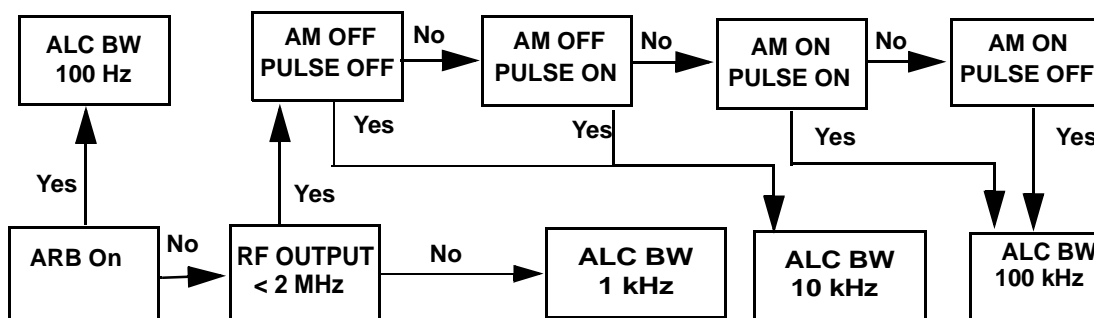 ALC BW
100 Hz
AM OFF
PULSE OFF
No
AM OFF
PULSE ON
No
AM ON
PULSE ON
No
AM ON
PULSE OFF
Yes
Yes
Yes
Yes
Yes
Yes
ARB On
No
RF OUTPUT
< 2 MHz
No
ALC BW
1 kHz
ALC BW
10 kHz
ALC BW
100 kHz